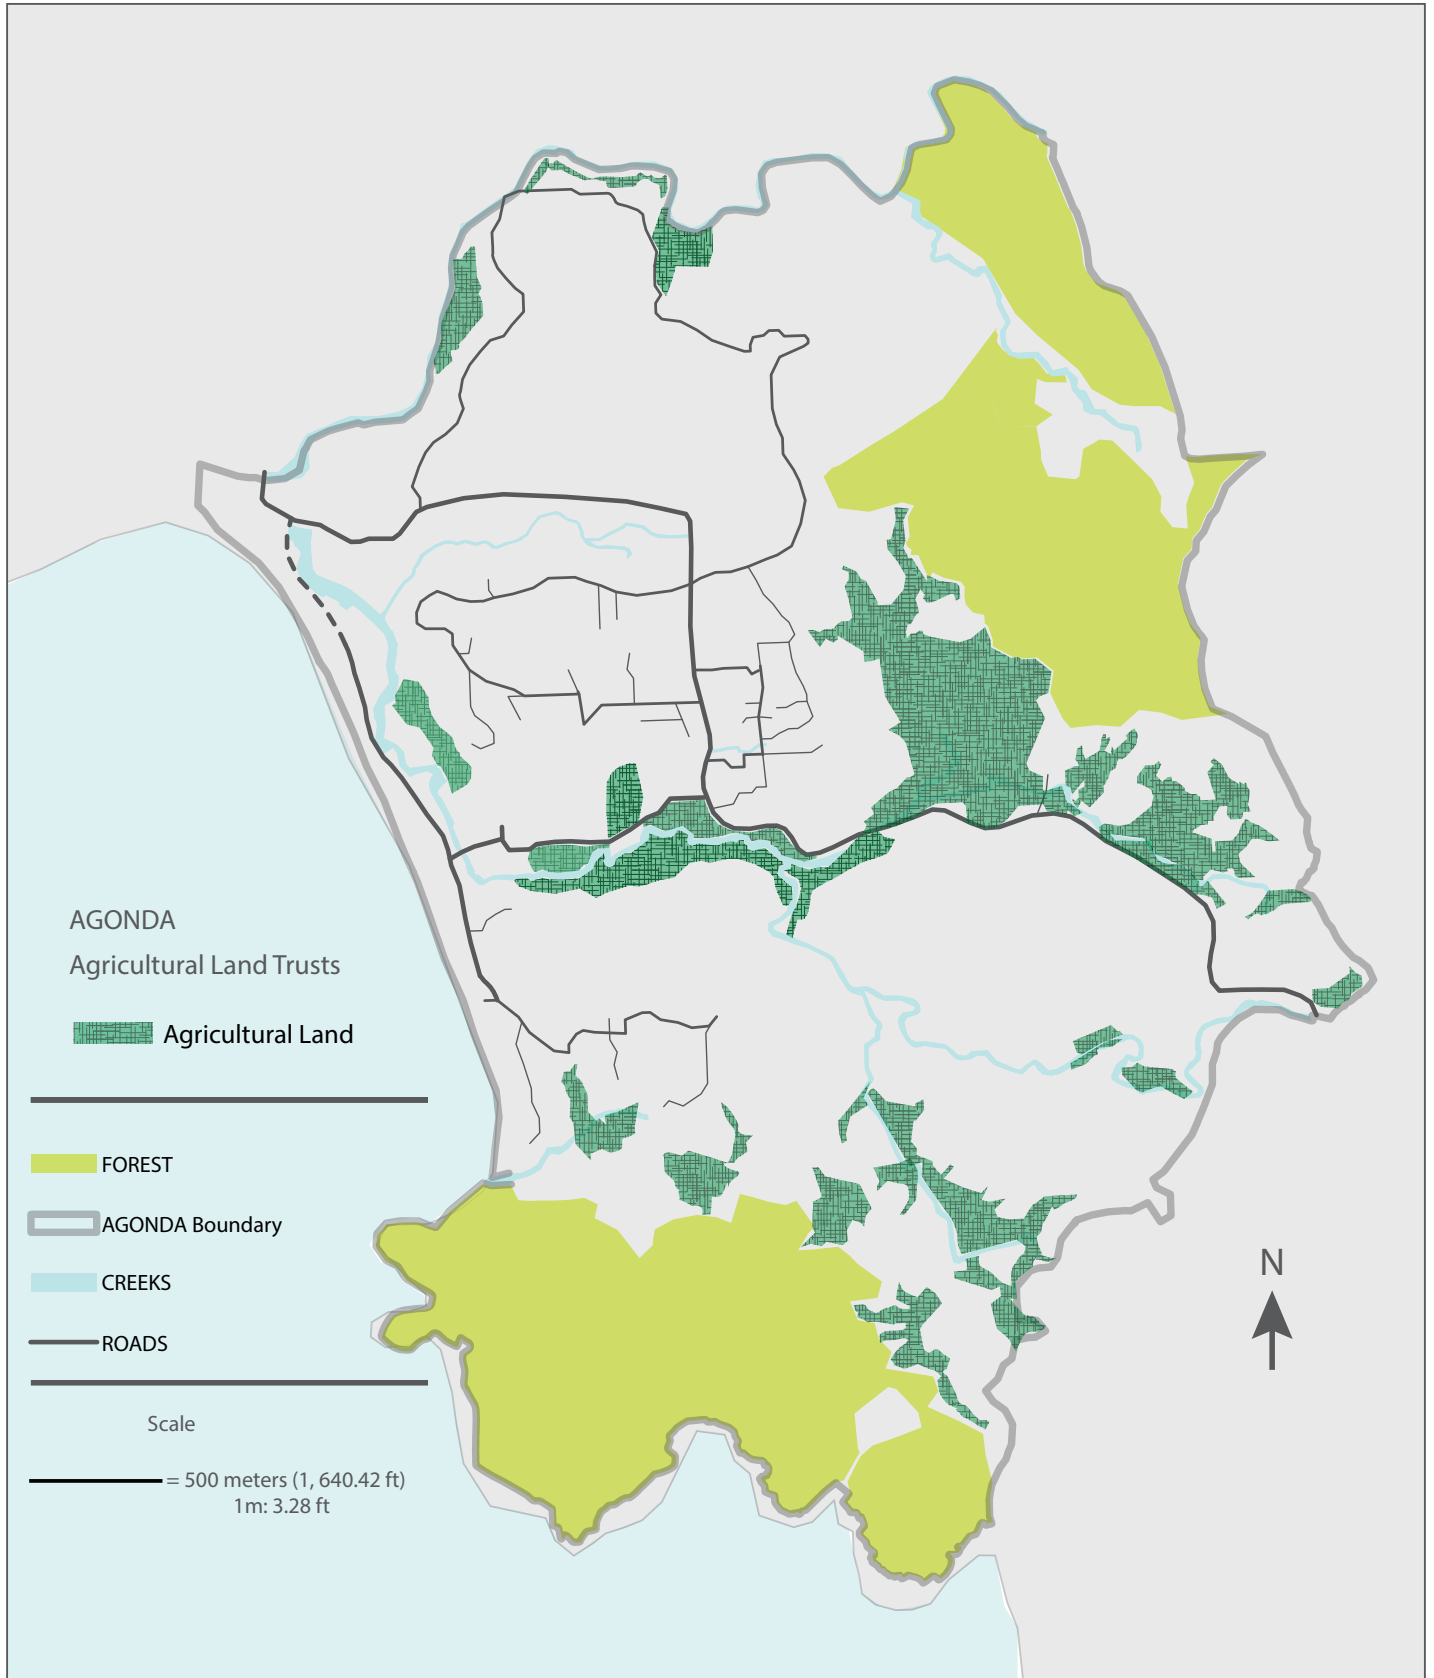 AGONDA
Agricultural Land Trusts
Agricultural Land
FOREST
AGONDA Boundary
CREEKS
ROADS
Scale
= 500 meters (1, 640.42 ft)
1m: 3.28 ft
N